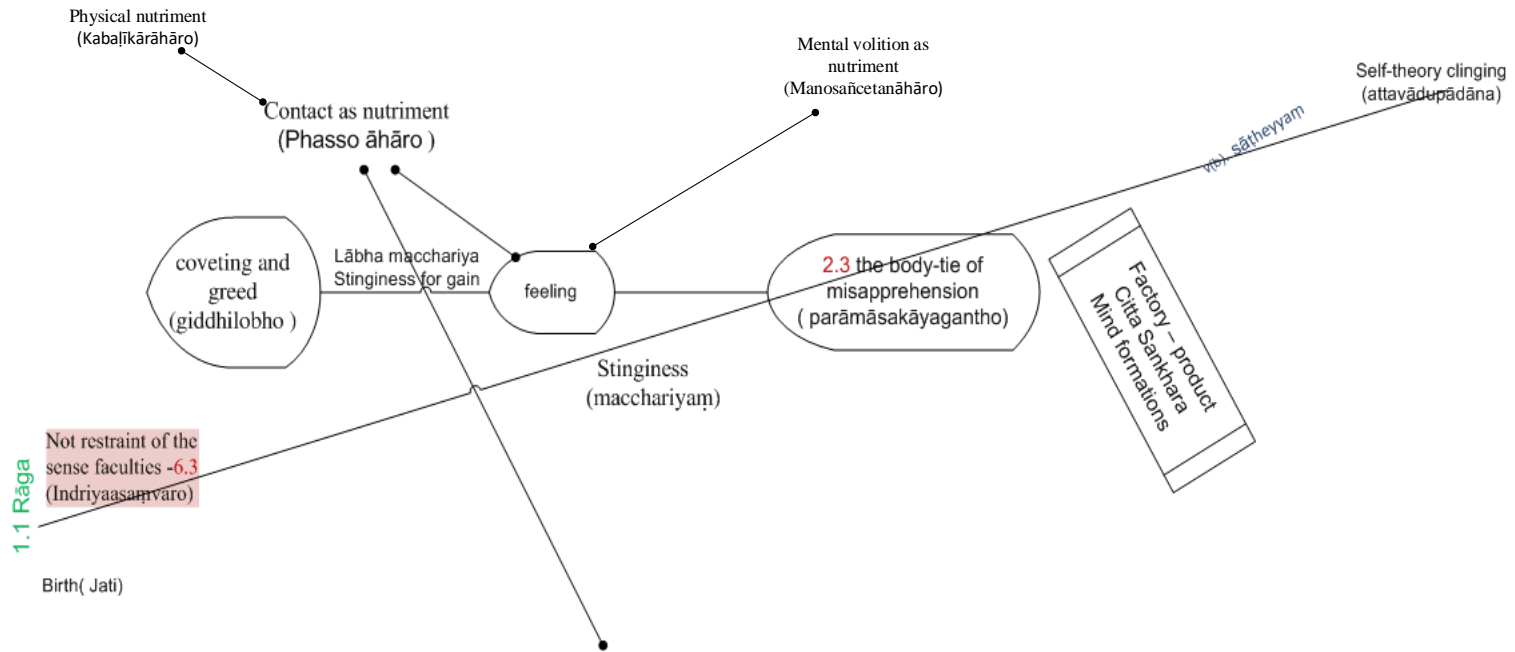 Physical nutriment
(Kabaḷīkārāhāro)
Mental volition as
nutriment
(Manosañcetanāhāro)
Self-theory clinging
(attavādupādāna)
Contact as nutriment
(Phasso āhāro )
v(b). sāṭheyyaṃ
coveting and
greed
(giddhilobho )
Lābha macchariya
Stinginess for gain
feeling
2.3 the body-tie of
misapprehension
( parāmāsakāyagantho)
Factory – product
Citta Sankhara
Mind formations
Stinginess
(macchariyaṃ)
Not restraint of the
sense faculties -6.3
(Indriyaasaṃvaro)
1.1 Rāga
Birth( Jati)